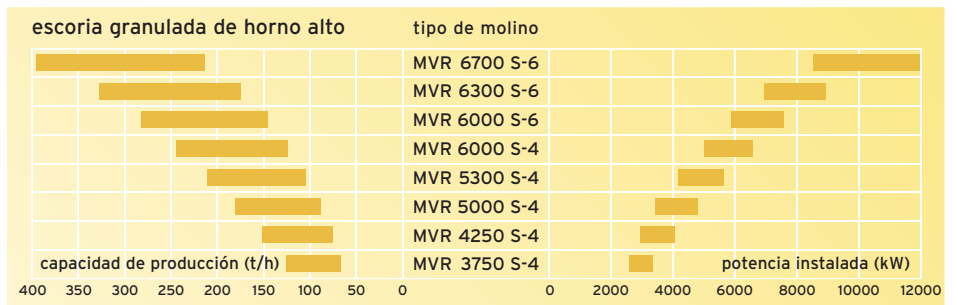 escoria granulada de horno alto
tipo de molino
MVR 6700 S-6
MVR 6300 S-6
MVR 6000 S-6
MVR 6000 S-4
MVR 5300 S-4
MVR 5000 S-4
MVR 4250 S-4
capacidad de producción (t/h) MVR 3750 S-4 potencia instalada (kW)
400 350 300 250 200 150 100 50 0 0 2000 4000 6000 8000 10000 12000